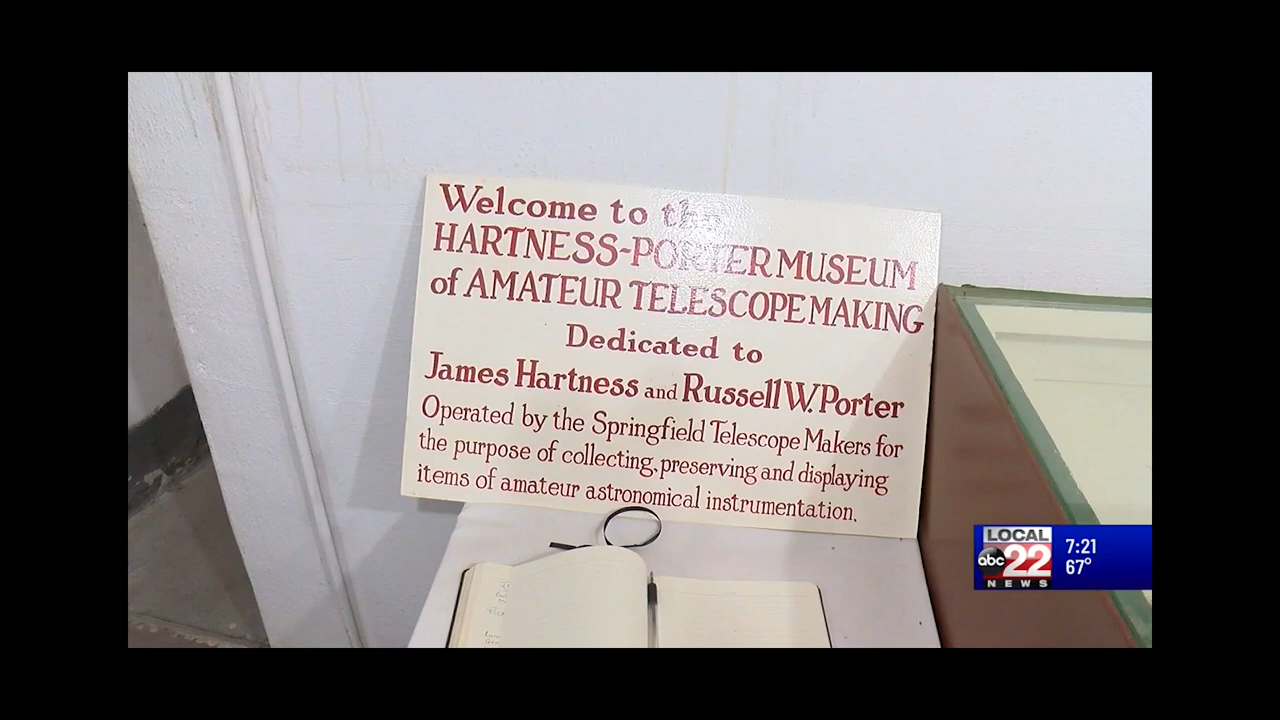 Welcome to the
HARTNESS-PORTER MUSEUM
of AMATEUR TELESCOPE MAKING
Dedicated to
James Hartness and Russell W. Porter
Operated by the Springfield Telescope Makers for
the purpose of collecting, preserving and displaying
items of amateur astronomical instrumentation.
LOCAL
abc 22
NEWS
7:21
67°